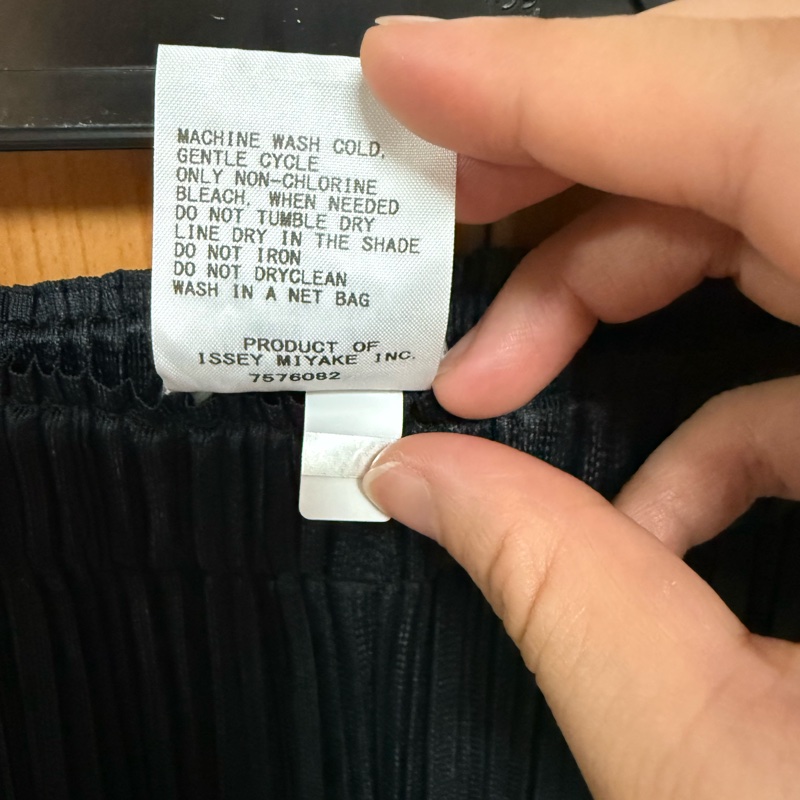 MACHINE WASH COLD,
GENTLE CYCLE
ONLY NON-CHLORINE
BLEACH, WHEN NEEDED
DO NOT TUMBLE DRY
LINE DRY IN THE SHADE
DO NOT IRON
DO NOT DRYCLEAN
WASH IN A NET BAG
PRODUCT OF
ISSEY MIYAKE INC.
7576082